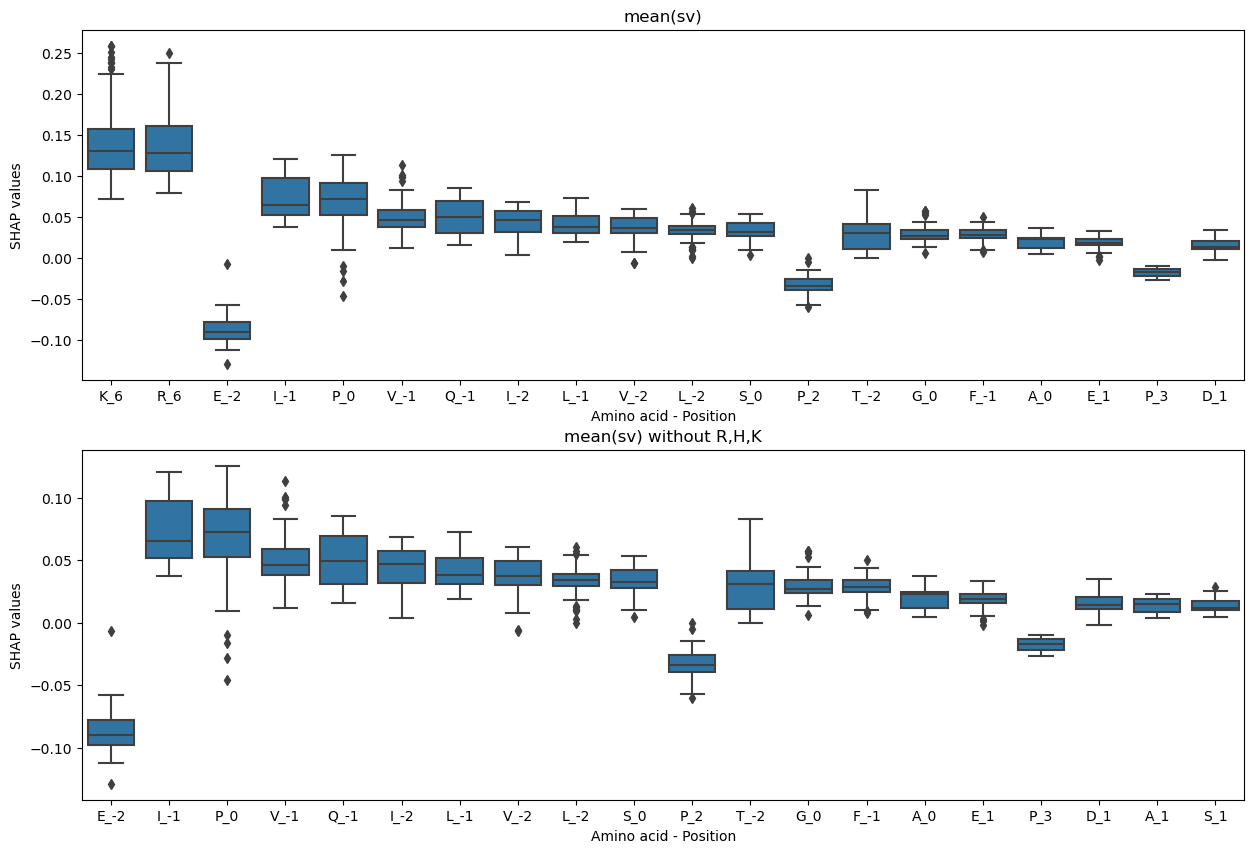 mean(sv)
SHAP values
0.25
0.20
0.15
0.10
0.05
0.00
−0.05
−0.10
K_6 R_6 E_-2 I_-1 P_0 V_-1 Q_-1 I_-2 L_-1 V_-2 L_-2 S_0 P_2 T_-2 G_0 F_-1 A_0 E_1 P_3 D_1
Amino acid - Position
mean(sv) without R,H,K
SHAP values
0.10
0.05
0.00
−0.05
−0.10
E_-2 I_-1 P_0 V_-1 Q_-1 I_-2 L_-1 V_-2 L_-2 S_0 P_2 T_-2 G_0 F_-1 A_0 E_1 P_3 D_1 A_1 S_1
Amino acid - Position